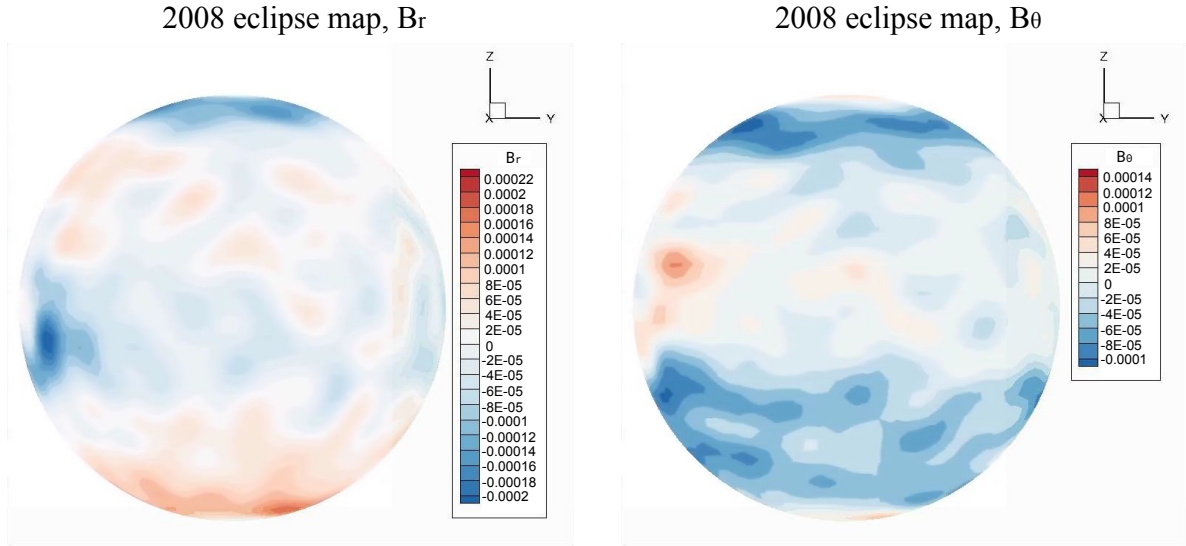 2008 eclipse map, Br
2008 eclipse map, Bθ
Z
X
Y
Br
0.00022
0.0002
0.00018
0.00016
0.00014
0.00012
0.0001
8E-05
6E-05
4E-05
2E-05
0
-2E-05
-4E-05
-6E-05
-8E-05
-0.0001
-0.00012
-0.00014
-0.00016
-0.00018
-0.0002
Z
X
Y
Bθ
0.00014
0.00012
0.0001
8E-05
6E-05
4E-05
2E-05
0
-2E-05
-4E-05
-6E-05
-8E-05
-0.0001